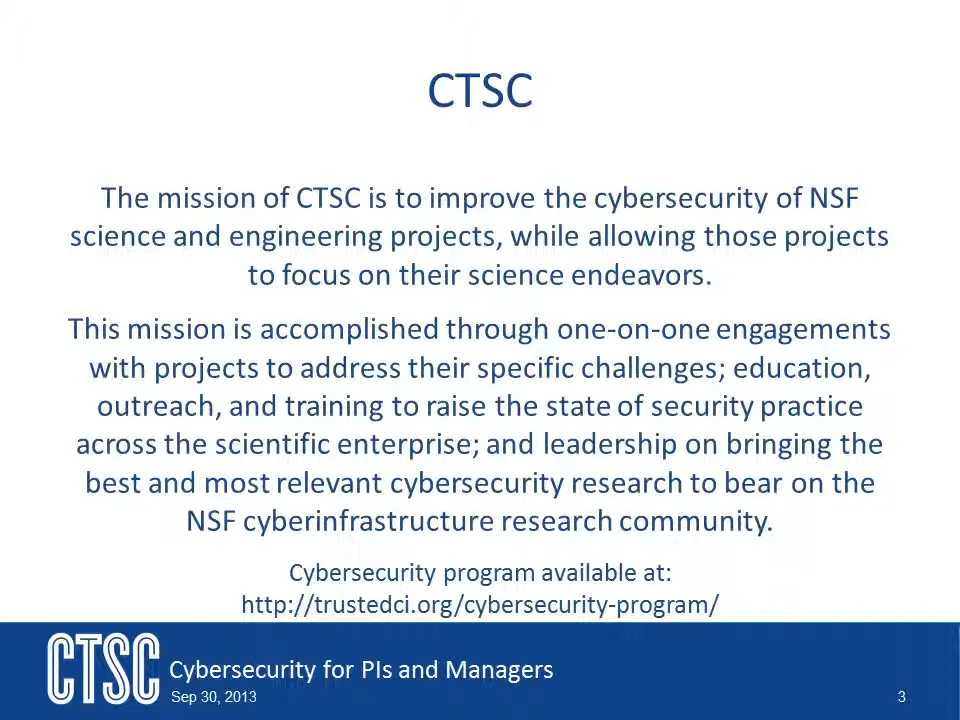 CTSC
The mission of CTSC is to improve the cybersecurity of NSF
science and engineering projects, while allowing those projects
to focus on their science endeavors.
This mission is accomplished through one-on-one engagements
with projects to address their specific challenges; education,
outreach, and training to raise the state of security practice
across the scientific enterprise; and leadership on bringing the
best and most relevant cybersecurity research to bear on the
NSF cyberinfrastructure research community.
Cybersecurity program available at:
http://trustedci.org/cybersecurity-program/
CTSC
Cybersecurity for PIs and Managers
Sep 30, 2013
3